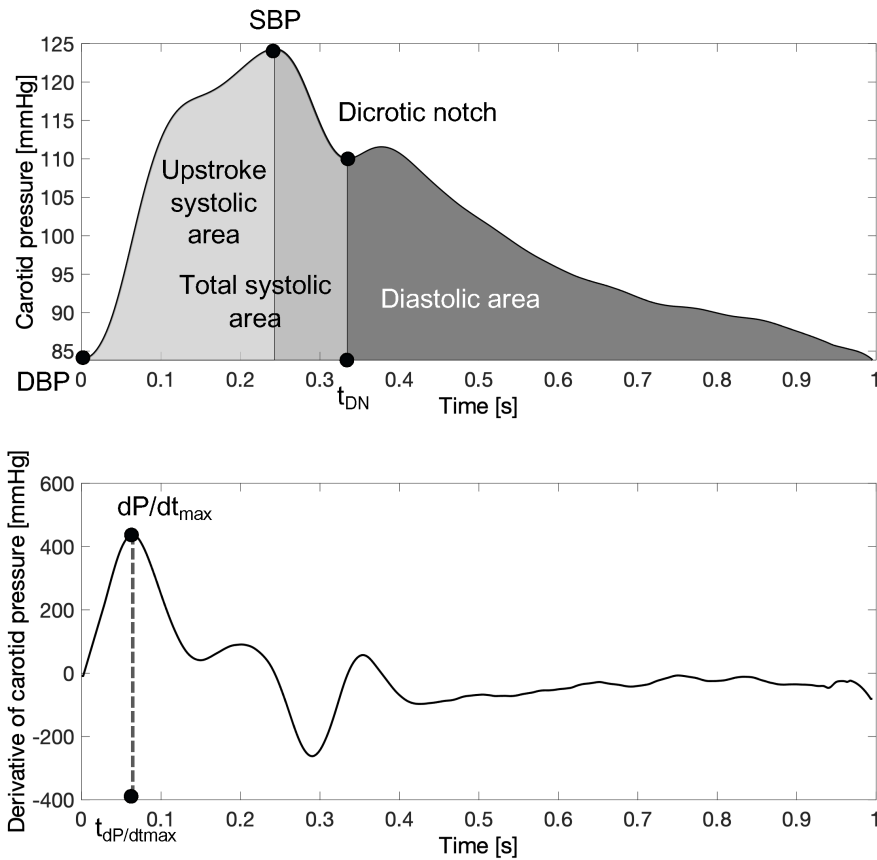 SBP
125
120
115
110
105
100
95
90
85
Carotid pressure [mmHg]
Dicrotic notch
Upstroke
systolic
area
Total systolic
area
Diastolic area
DBP
0
0.1
0.2
0.3
0.4
0.5
0.6
0.7
0.8
0.9
1
tDN
Time [s]
600
400
200
0
-200
-400
Derivative of carotid pressure [mmHg]
dP/dtmax
0
0.1
0.2
0.3
0.4
0.5
0.6
0.7
0.8
0.9
1
tdP/dtmax
Time [s]